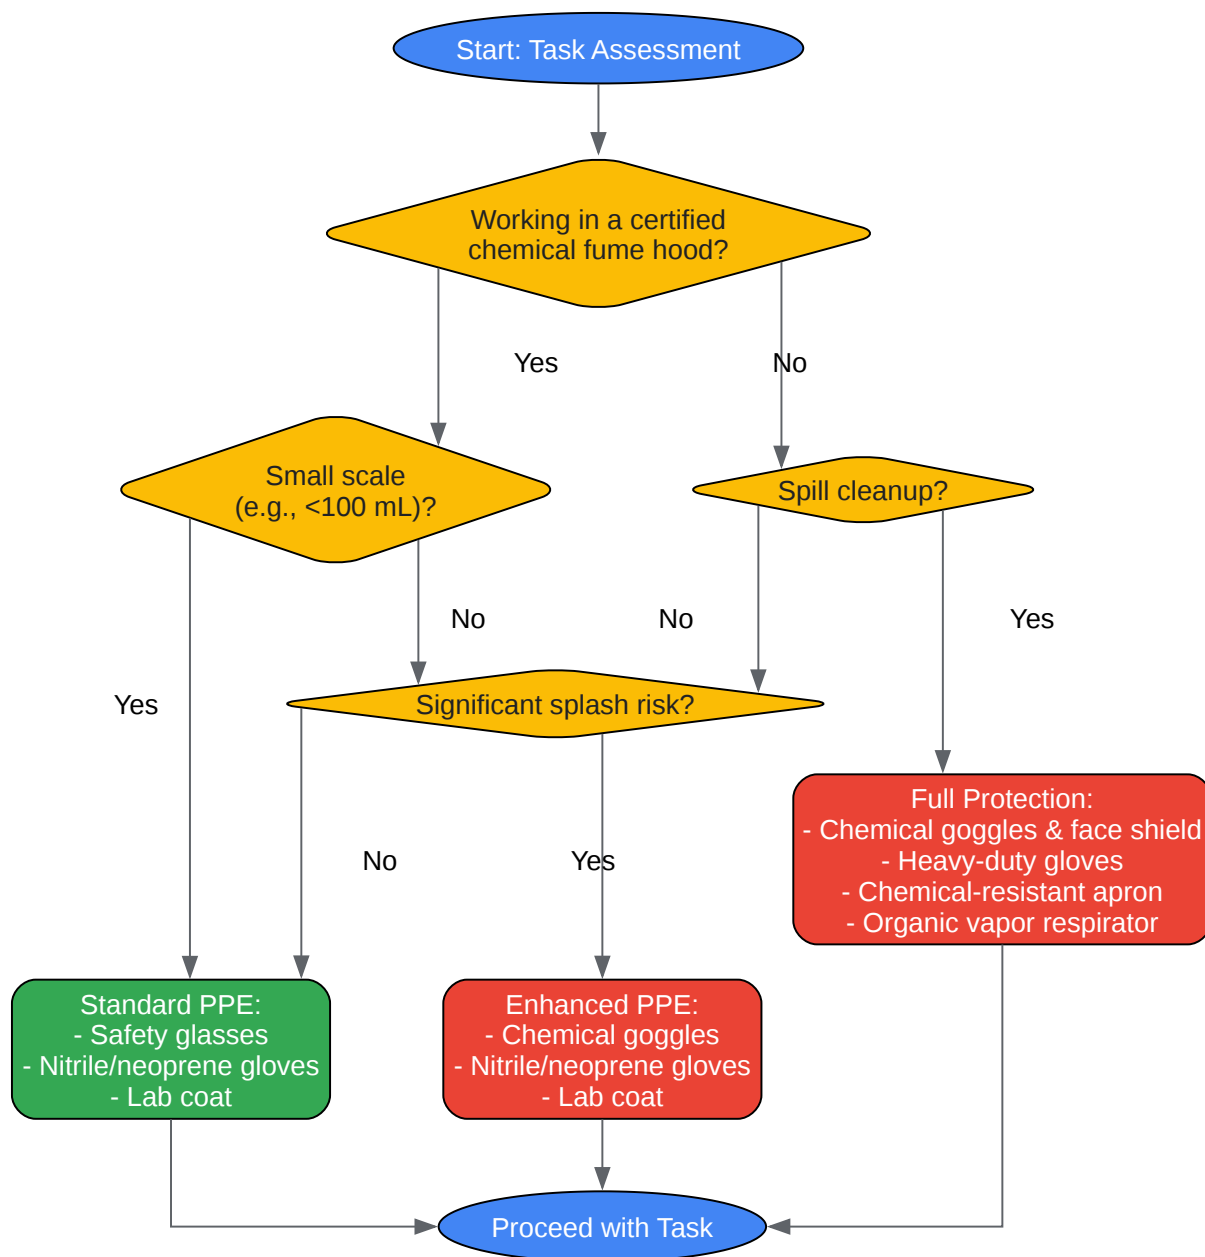 Start: Task Assessment
Working in a certified
chemical fume hood?
Yes
No
Small scale
(e.g., <100 mL)?
Spill cleanup?
No
No
Yes
Yes
Significant splash risk?
No
Yes
Full Protection:
- Chemical goggles & face shield
- Heavy-duty gloves
- Chemical-resistant apron
- Organic vapor respirator
Standard PPE:
- Safety glasses
- Nitrile/neoprene gloves
- Lab coat
Enhanced PPE:
- Chemical goggles
- Nitrile/neoprene gloves
- Lab coat
Proceed with Task